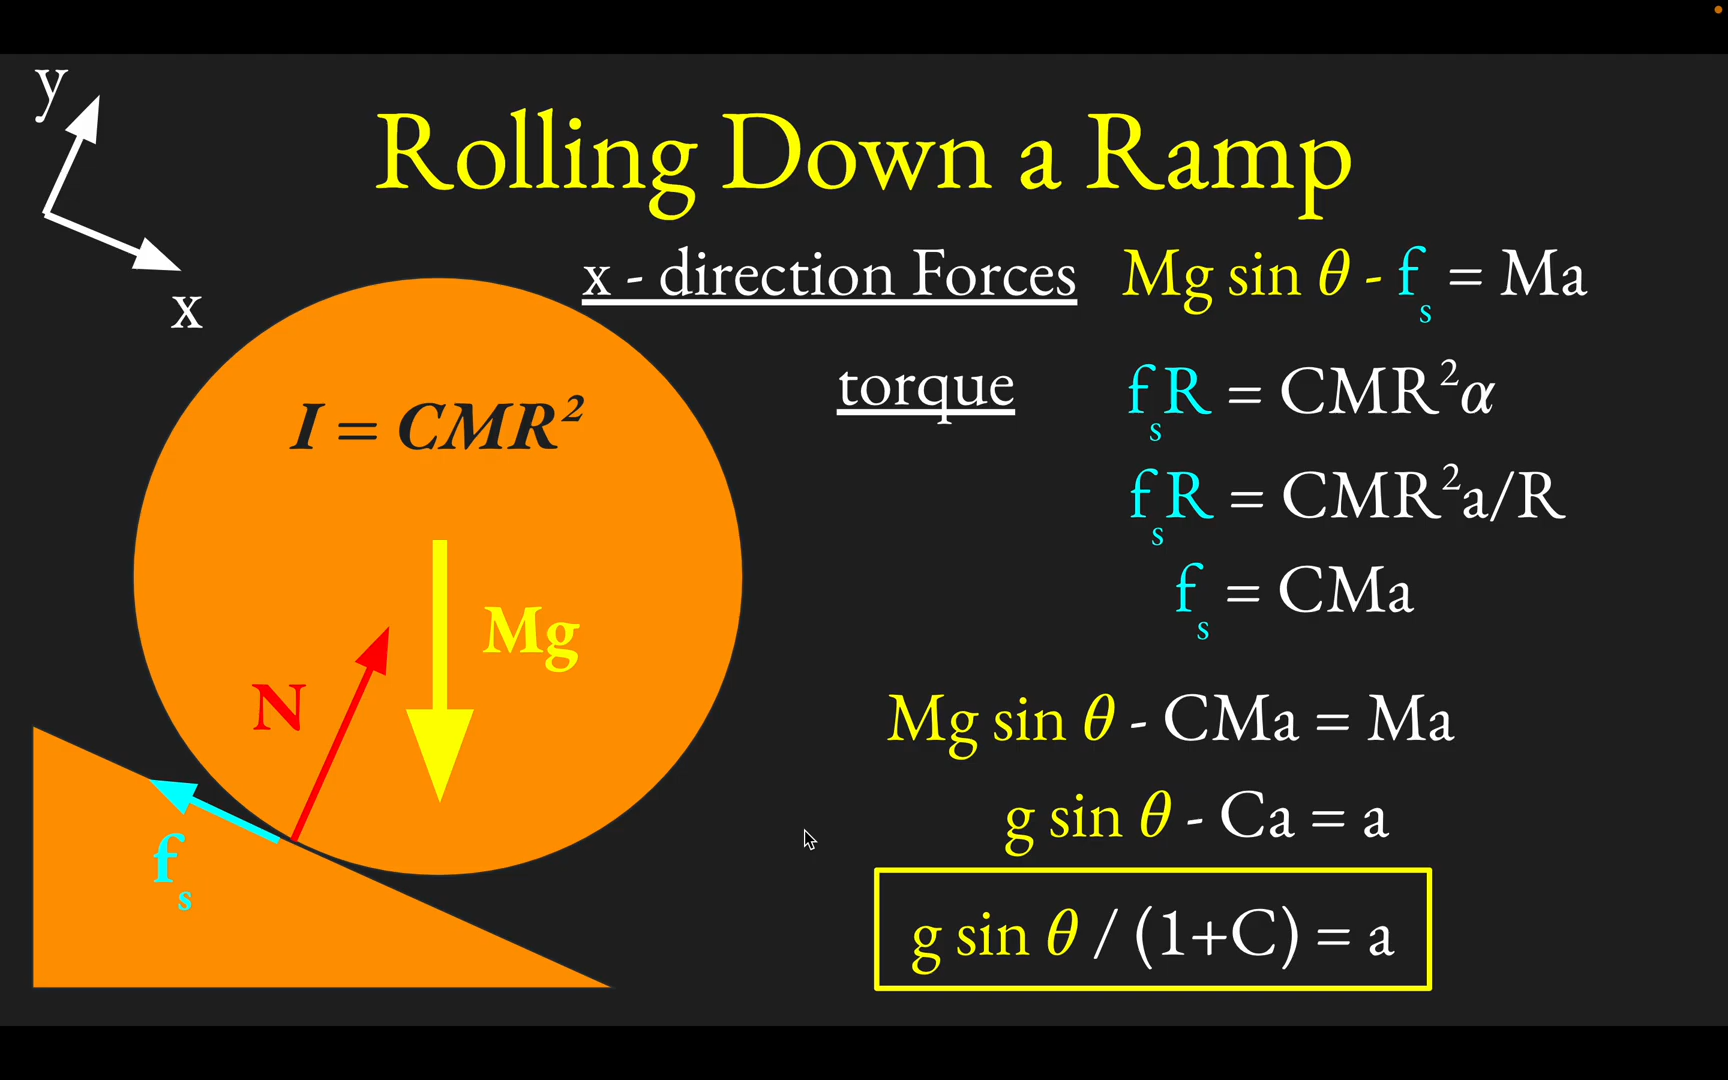 y
x
Rolling Down a Ramp
x - direction Forces Mg sin θ - fₛ = Ma
torque fₛR = CMR²α
fₛR = CMR²a/R
fₛ = CMa
I = CMR²
Mg
N
fₛ
Mg sin θ - CMa = Ma
g sin θ - Ca = a
g sin θ / (1+C) = a